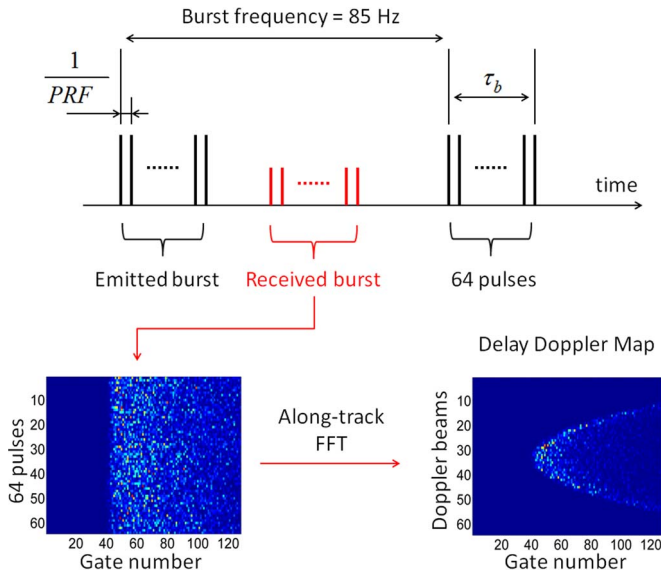 Burst frequency = 85 Hz
1
PRF
τb
......
......
......
time
Emitted burst
Received burst
64 pulses
Delay Doppler Map
64 pulses
10
20
30
40
50
60
20 40 60 80 100 120
Gate number
Along-track
FFT
Doppler beams
10
20
30
40
50
60
20 40 60 80 100 120
Gate number